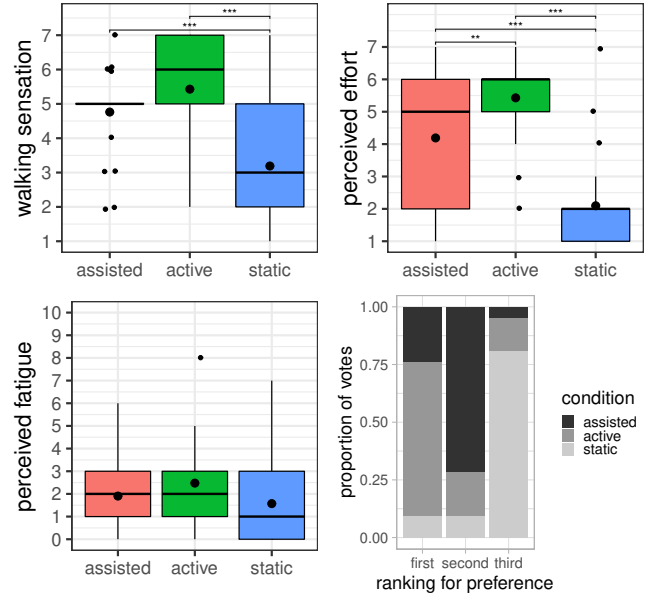 ***
***
7
6
5
4
3
2
1
walking sensation
assisted active static
***
***
**
7
6
5
4
3
2
1
perceived effort
assisted active static
10
9
8
7
6
5
4
3
2
1
0
perceived fatigue
assisted active static
1.00
0.75
0.50
0.25
0.00
proportion of votes
first second third
ranking for preference
condition
assisted
active
static